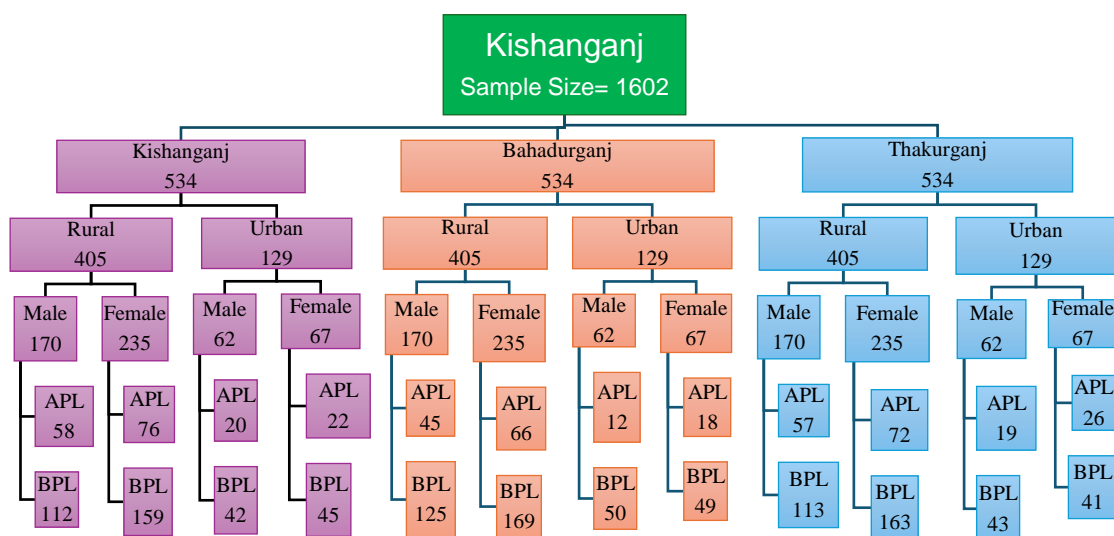 Kishanganj
Sample Size= 1602
Kishanganj
534
Bahadurganj
534
Thakurganj
534
Rural
405
Urban
129
Rural
405
Urban
129
Rural
405
Urban
129
Male
170
Female
235
Male
62
Female
67
Male
170
Female
235
Male
62
Female
67
Male
170
Female
235
Male
62
Female
67
APL
58
APL
76
APL
20
APL
22
APL
45
APL
66
APL
12
APL
18
APL
57
APL
72
APL
19
APL
26
BPL
112
BPL
159
BPL
42
BPL
45
BPL
125
BPL
169
BPL
50
BPL
49
BPL
113
BPL
163
BPL
43
BPL
41